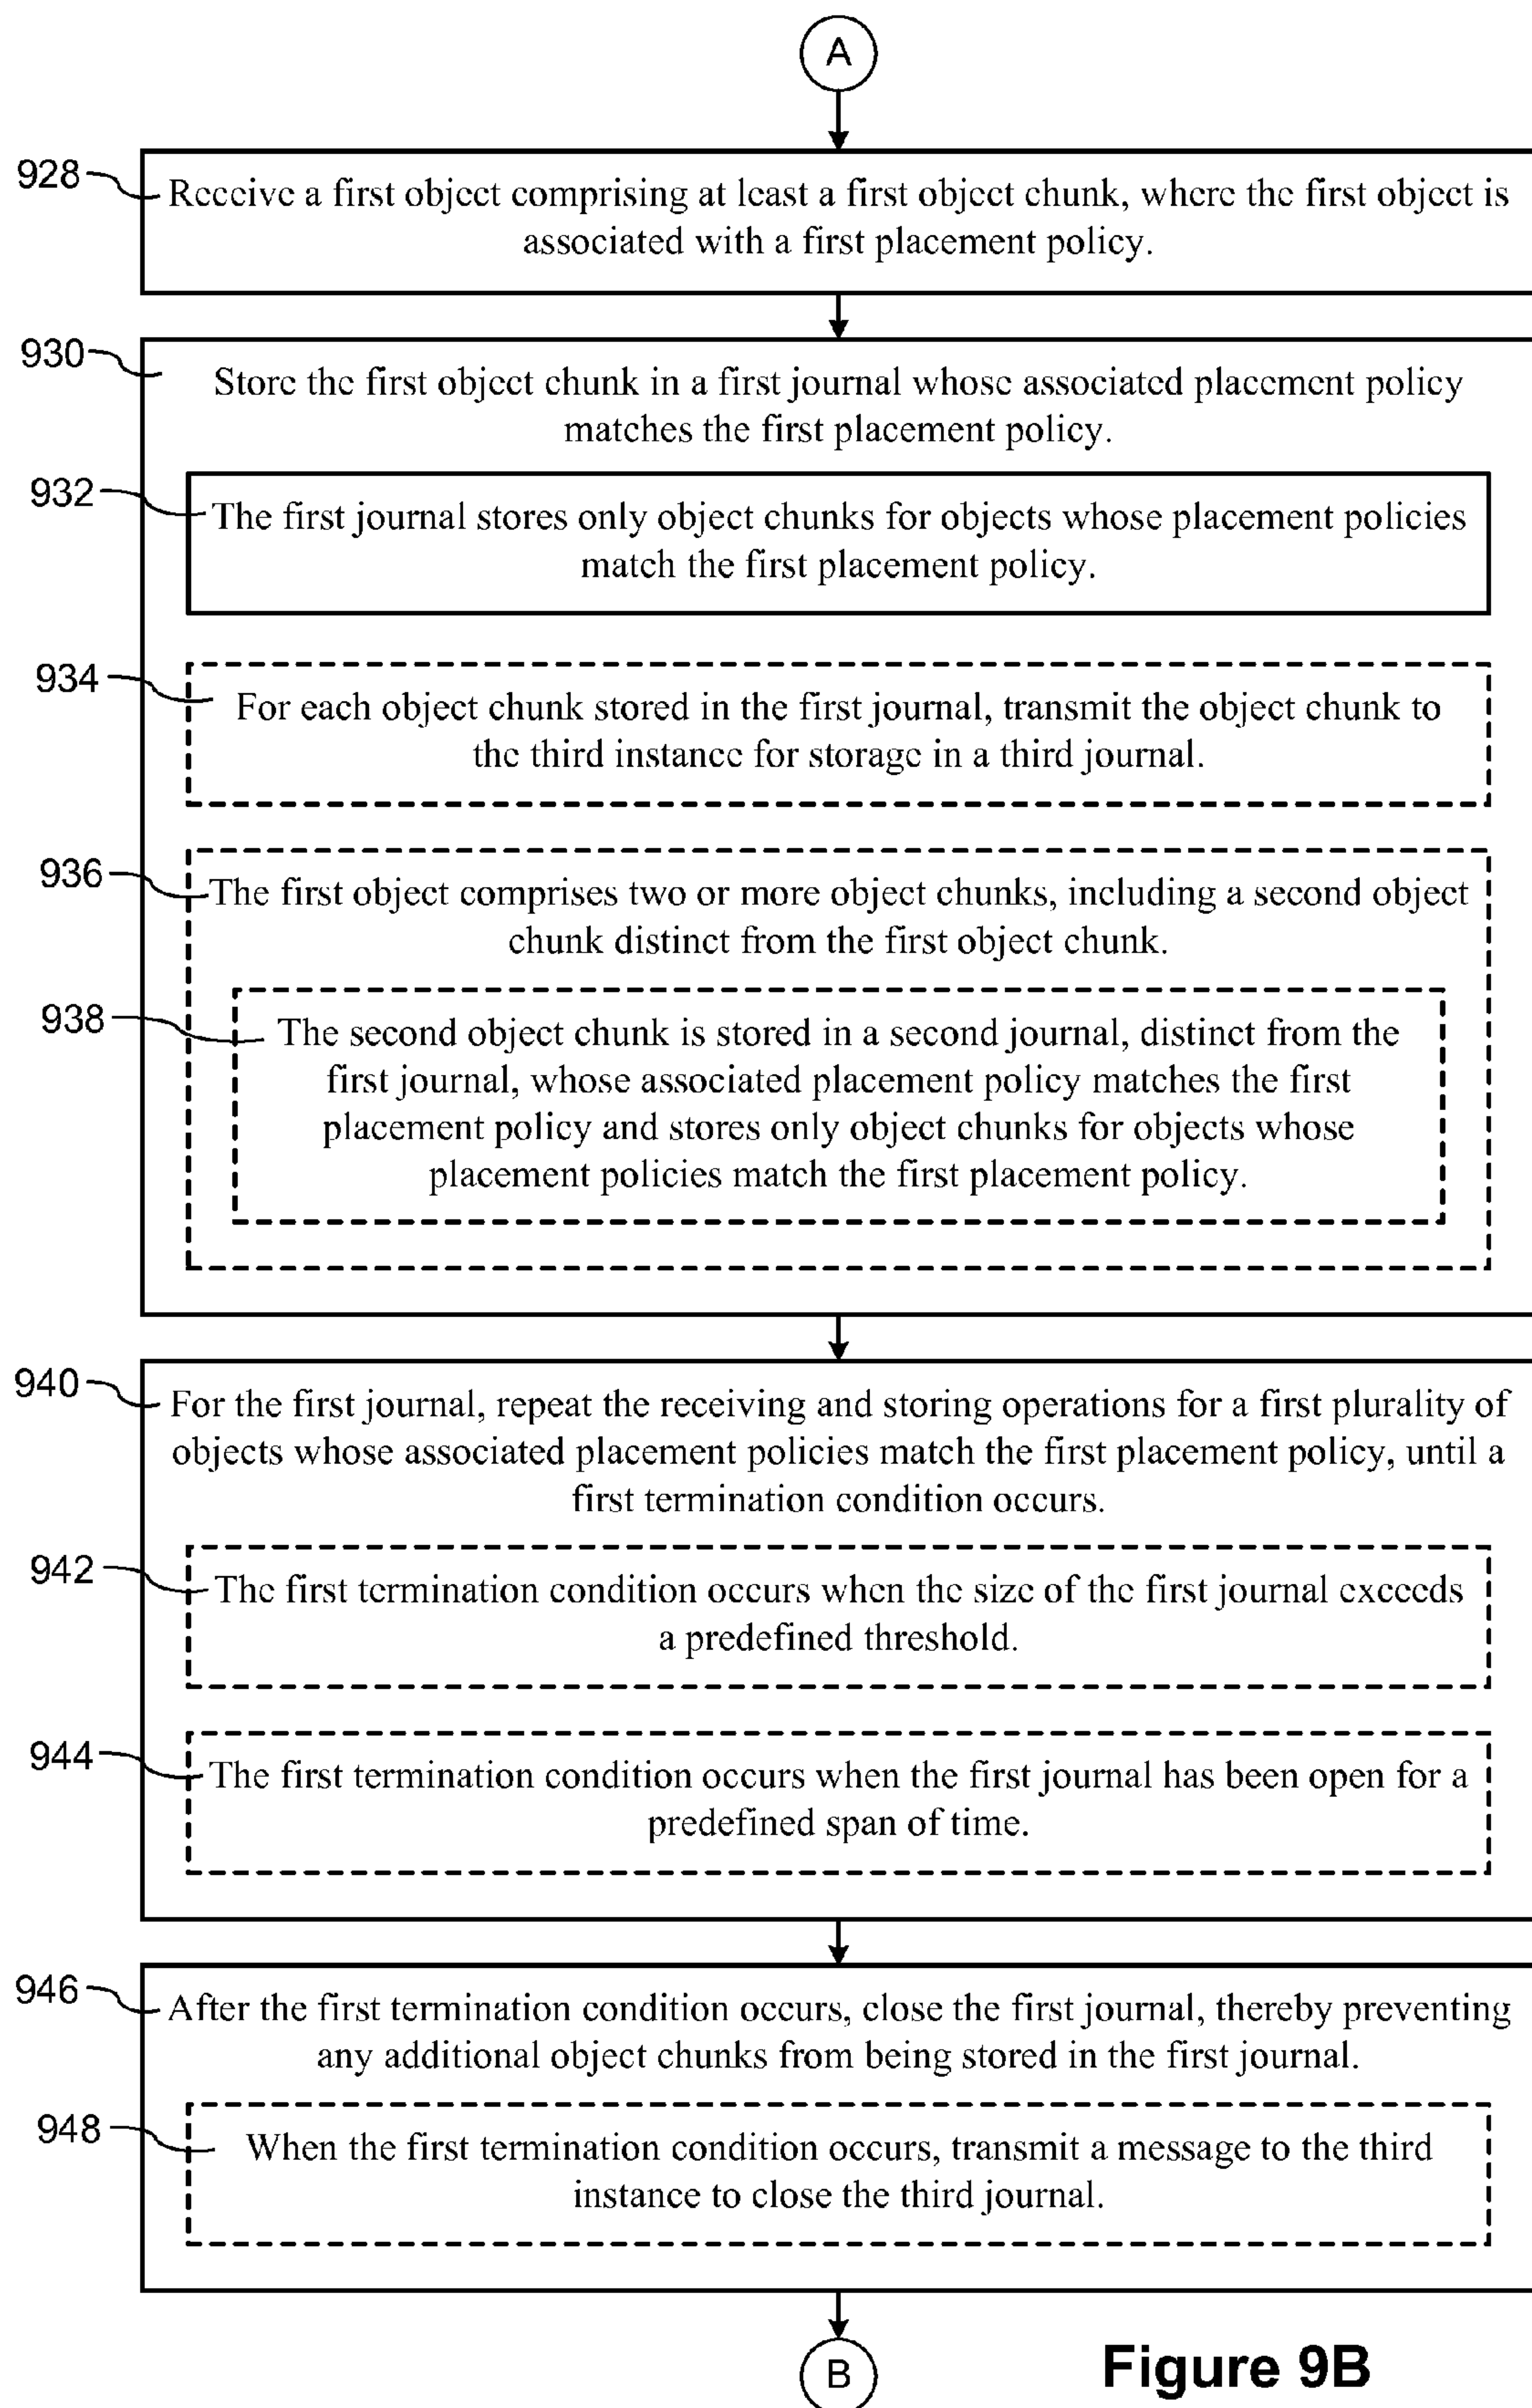 A
928
Receive a first object comprising at least a first object chunk, where the first object is
associated with a first placement policy.
930
Store the first object chunk in a first journal whose associated placement policy
matches the first placement policy.
932
The first journal stores only object chunks for objects whose placement policies
match the first placement policy.
934
For each object chunk stored in the first journal, transmit the object chunk to
the third instance for storage in a third journal.
936
The first object comprises two or more object chunks, including a second object
chunk distinct from the first object chunk.
938
The second object chunk is stored in a second journal, distinct from the
first journal, whose associated placement policy matches the first
placement policy and stores only object chunks for objects whose
placement policies match the first placement policy.
940
For the first journal, repeat the receiving and storing operations for a first plurality of
objects whose associated placement policies match the first placement policy, until a
first termination condition occurs.
942
The first termination condition occurs when the size of the first journal exceeds
a predefined threshold.
944
The first termination condition occurs when the first journal has been open for a
predefined span of time.
946
After the first termination condition occurs, close the first journal, thereby preventing
any additional object chunks from being stored in the first journal.
948
When the first termination condition occurs, transmit a message to the third
instance to close the third journal.
B
Figure 9B